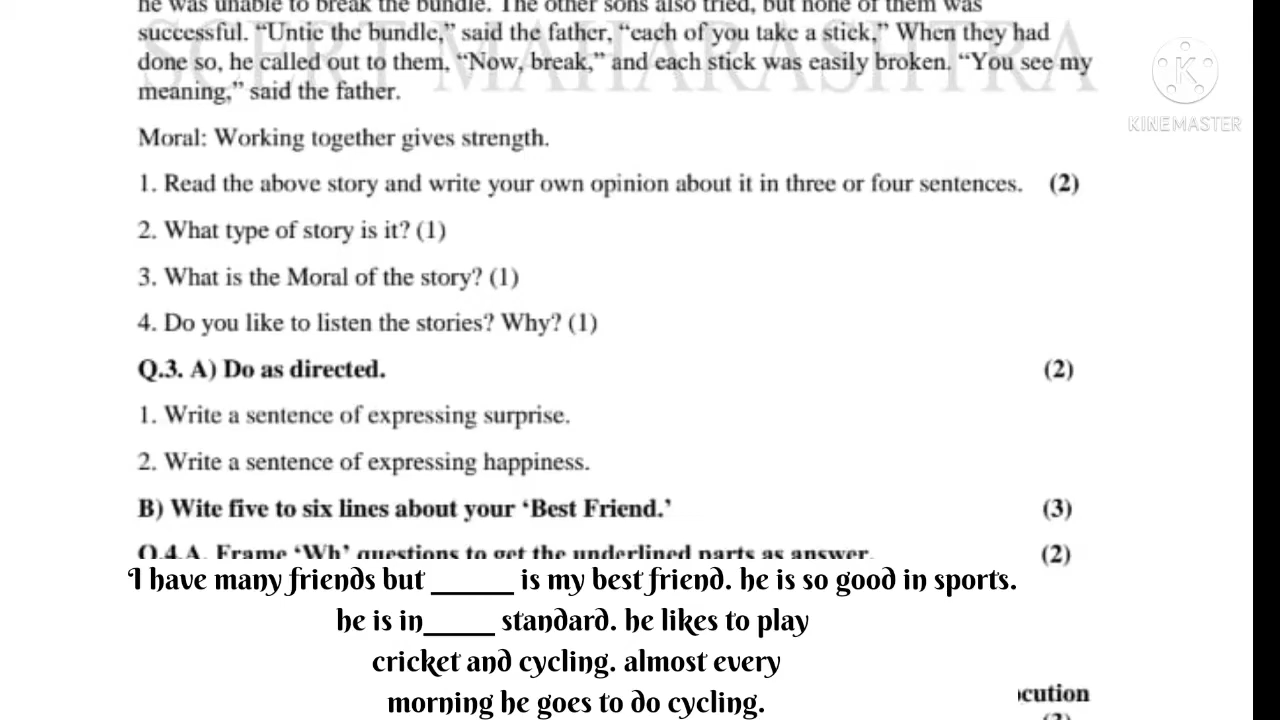 he was unable to break the bundle. The other sons also tried, but none of them was
successful. “Untie the bundle,” said the father, “each of you take a stick.” When they had
done so, he called out to them, “Now, break,” and each stick was easily broken. “You see my
meaning,” said the father.
SCERT MAHARASHTRA
KINEMASTER
Moral: Working together gives strength.
1. Read the above story and write your own opinion about it in three or four sentences. (2)
2. What type of story is it? (1)
3. What is the Moral of the story? (1)
4. Do you like to listen the stories? Why? (1)
Q.3. A) Do as directed. (2)
1. Write a sentence of expressing surprise.
2. Write a sentence of expressing happiness.
B) Wite five to six lines about your ‘Best Friend.’ (3)
Q.4.A. Frame ‘Wh’ questions to get the underlined parts as answer. (2)
I have many friends but ______ is my best friend. he is so good in sports.
he is in_____ standard. he likes to play
cricket and cycling. almost every
morning he goes to do cycling.
ocution